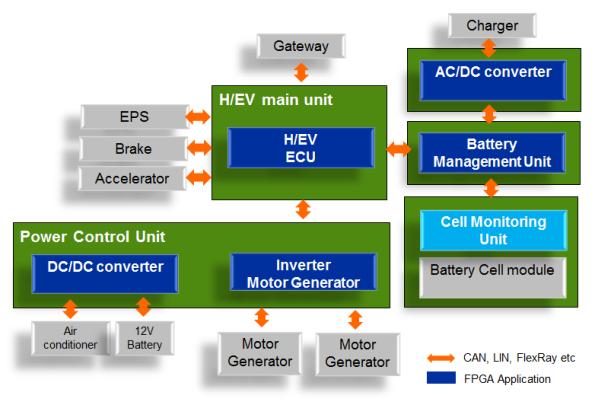 Charger
Gateway
AC/DC converter
H/EV main unit
EPS
H/EV
ECU
Brake
Battery
Management Unit
Accelerator
Cell Monitoring
Unit
Power Control Unit
Battery Cell module
DC/DC converter
Inverter
Motor Generator
Air
conditioner
12V
Battery
Motor
Generator
Motor
Generator
CAN, LIN, FlexRay etc
FPGA Application